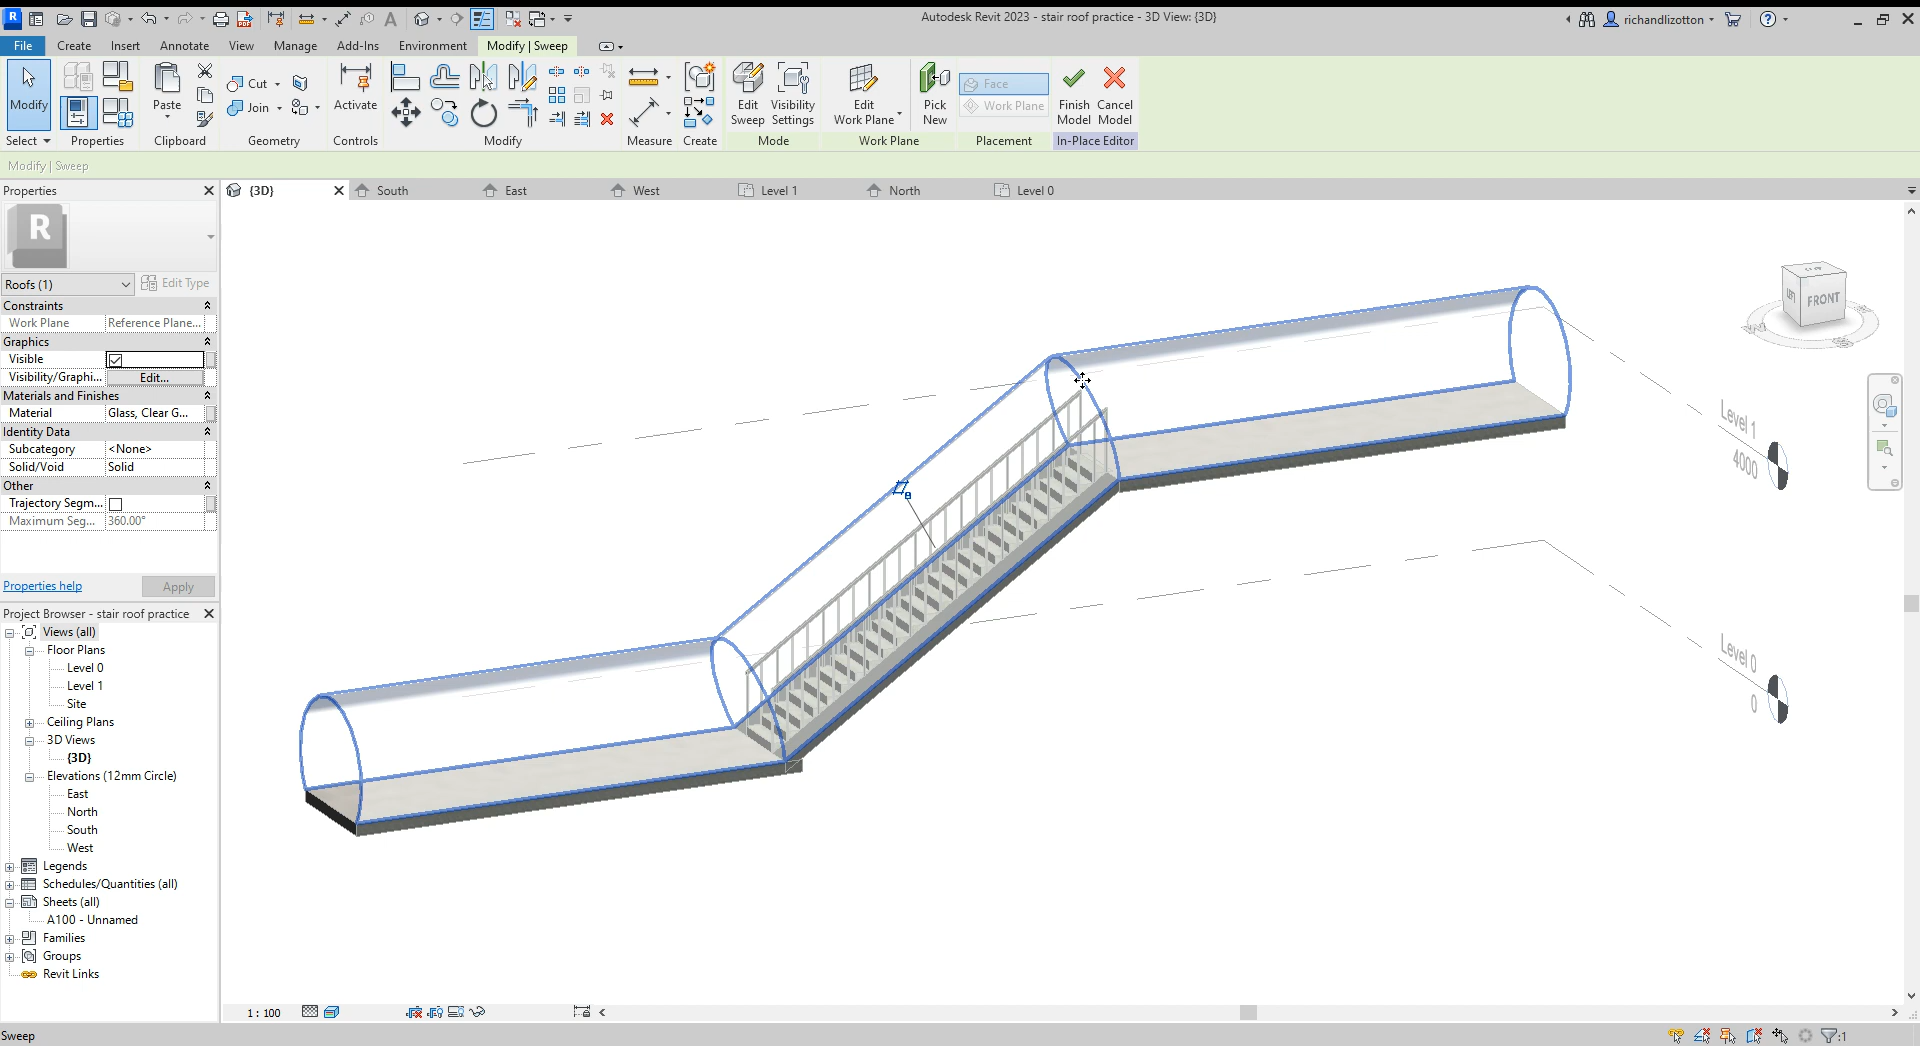 R
Autodesk Revit 2023 - stair roof practice - 3D View: {3D}
richandlizotton
File Create Insert Annotate View Manage Add-Ins Environment Modify | Sweep
Modify
Paste
Cut
Join
Activate
Edit Sweep
Visibility Settings
Edit Work Plane
Pick New
Face
Work Plane
Finish Model
Cancel Model
Select Properties Clipboard Geometry Controls Modify Measure Create Mode Work Plane Placement In-Place Editor
Modify | Sweep
Properties
{3D} South East West Level 1 North Level 0
R
Roofs (1) Edit Type
Constraints
Work Plane Reference Plane...
Graphics
Visible
Visibility/Graphi... Edit...
Materials and Finishes
Material Glass, Clear G...
Identity Data
Subcategory <None>
Solid/Void Solid
Other
Trajectory Segm...
Maximum Seg... 360.00°
Properties help Apply
Project Browser - stair roof practice
Views (all)
Floor Plans
Level 0
Level 1
Site
Ceiling Plans
3D Views
{3D}
Elevations (12mm Circle)
East
North
South
West
Legends
Schedules/Quantities (all)
Sheets (all)
A100 - Unnamed
Families
Groups
Revit Links
FRONT
Level 1
4000
Level 0
0
1 : 100
Sweep
:1